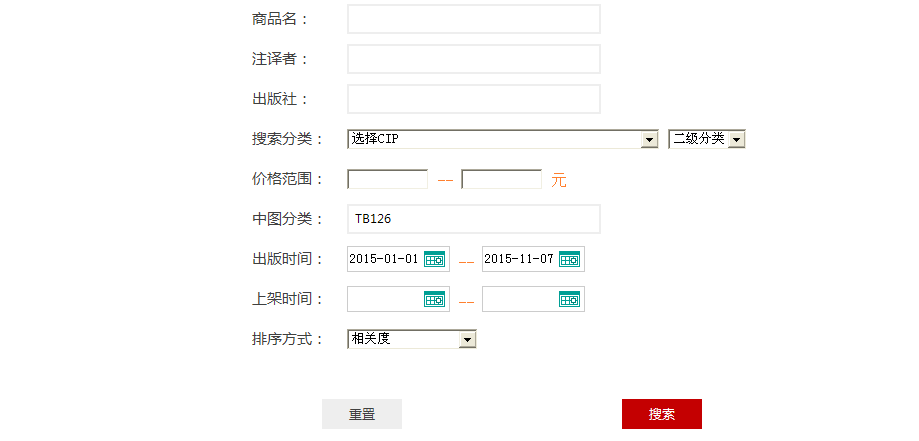 商品名：
注译者：
出版社：
搜索分类： 选择CIP 二级分类
价格范围： -- 元
中图分类： TB126
出版时间： 2015-01-01 -- 2015-11-07
上架时间： --
排序方式： 相关度
重置 搜索